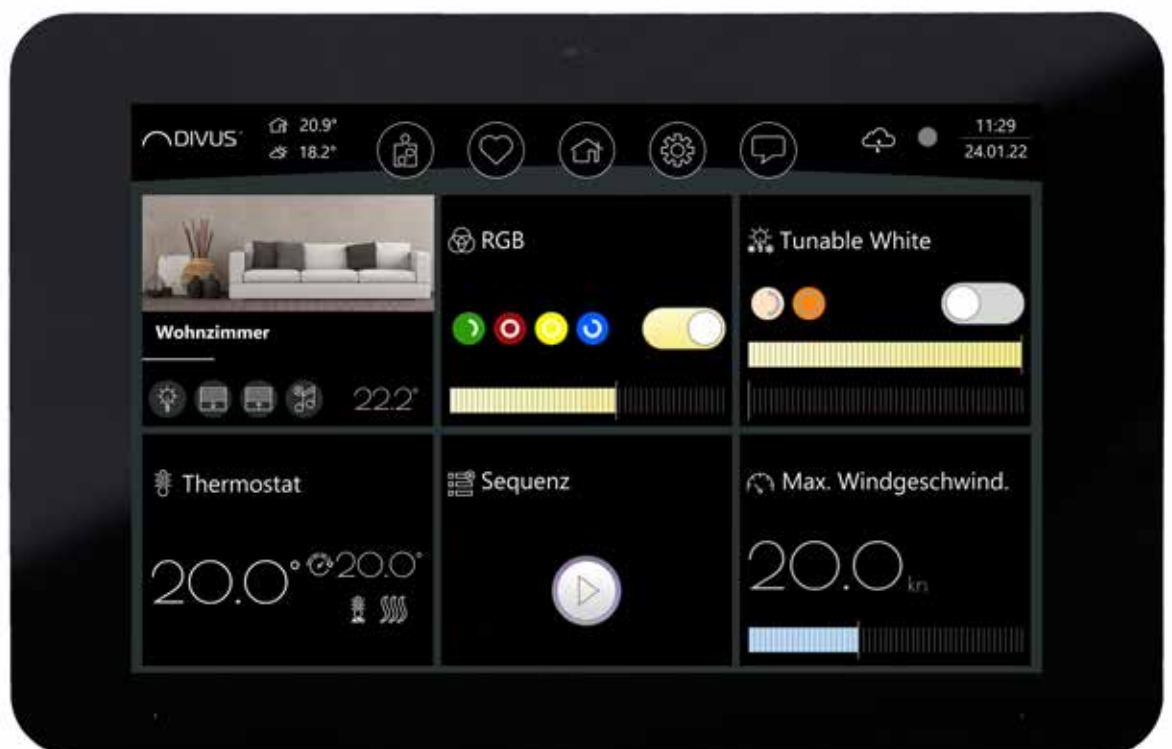 DIVUS
20.9°
18.2°
11:29
24.01.22
Wohnzimmer
22.2°
RGB
Tunable White
Thermostat
20.0°
20.0°
Sequenz
Max. Windgeschwind.
20.0 kn